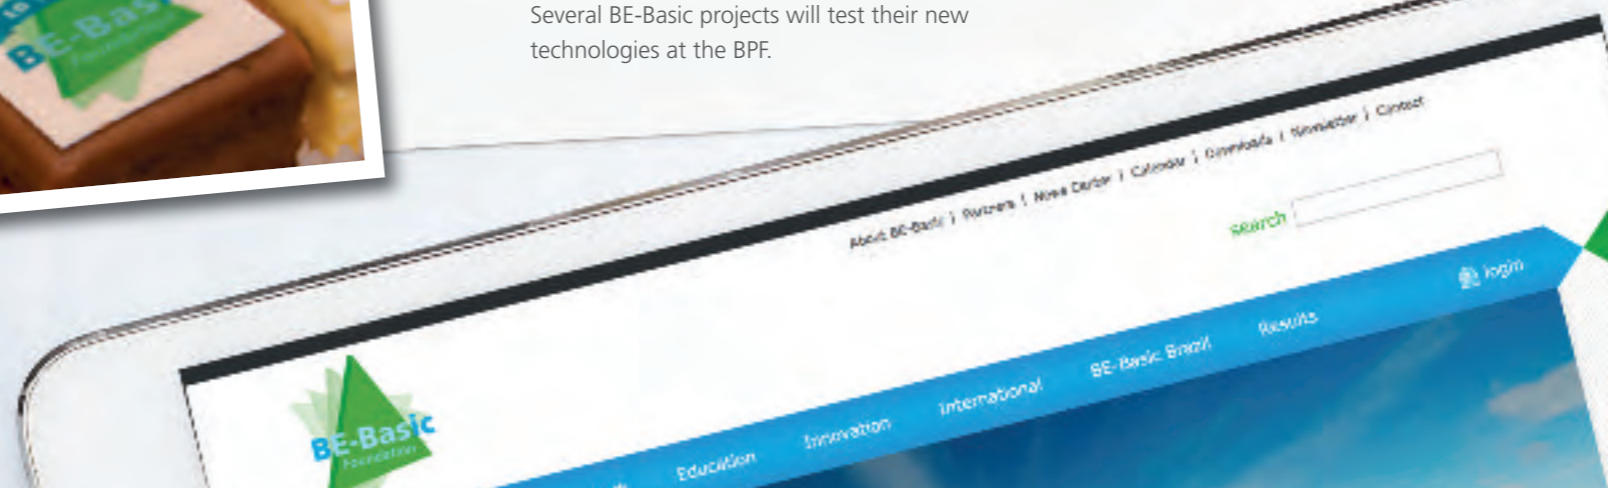 Several BE-Basic projects will test their new
technologies at the BPF.
BE-Bas
About BE-Basic | Partners | News Center | Calendar | Downloads | Newsletter | Contact
search
login
Education Innovation International BE-Basic Brazil Results
BE-Basic
Foundation